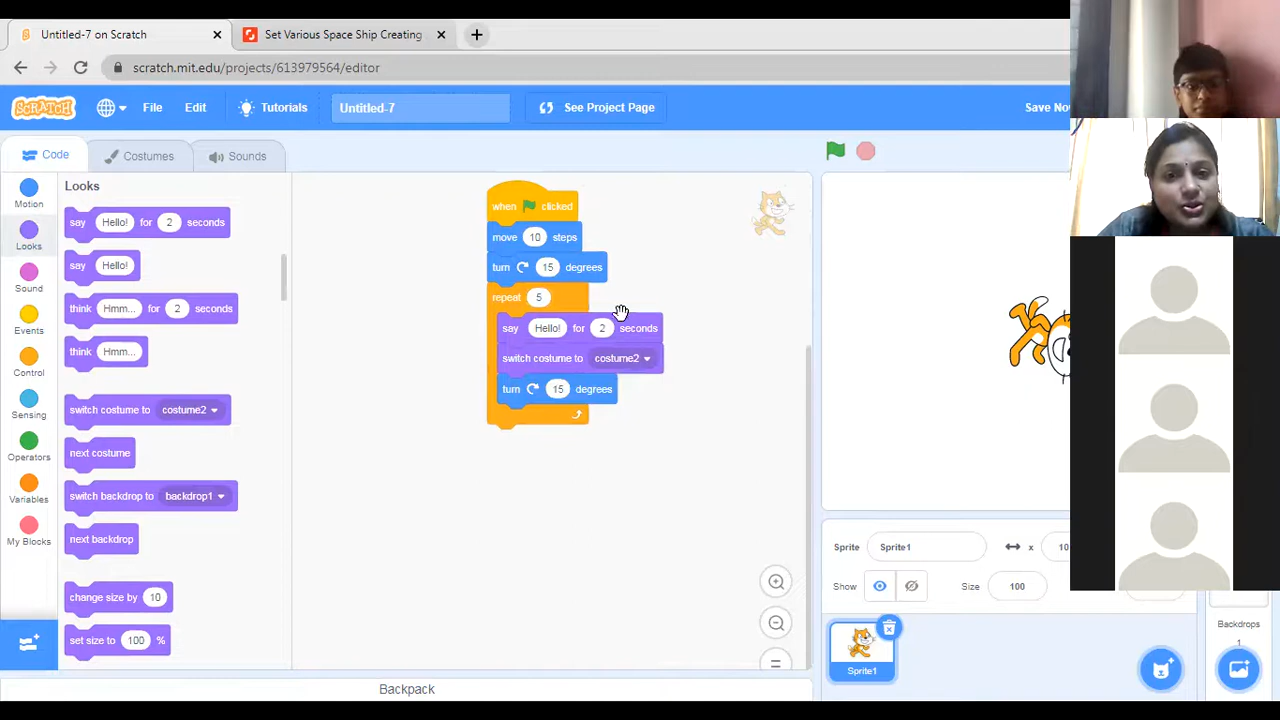 Untitled-7 on Scratch
Set Various Space Ship Creating
scratch.mit.edu/projects/613979564/editor
SCRATCH
File
Edit
Tutorials
Untitled-7
See Project Page
Save Now
Code
Costumes
Sounds
Motion
Looks
Sound
Events
Control
Sensing
Operators
Variables
My Blocks
Looks
say Hello! for 2 seconds
say Hello!
think Hmm... for 2 seconds
think Hmm...
switch costume to costume2
next costume
switch backdrop to backdrop1
next backdrop
change size by 10
set size to 100 %
when clicked
move 10 steps
turn 15 degrees
repeat 5
say Hello! for 2 seconds
switch costume to costume2
turn 15 degrees
Sprite Sprite1 x 10
Show Size 100
Sprite1
Backdrops
1
Backpack